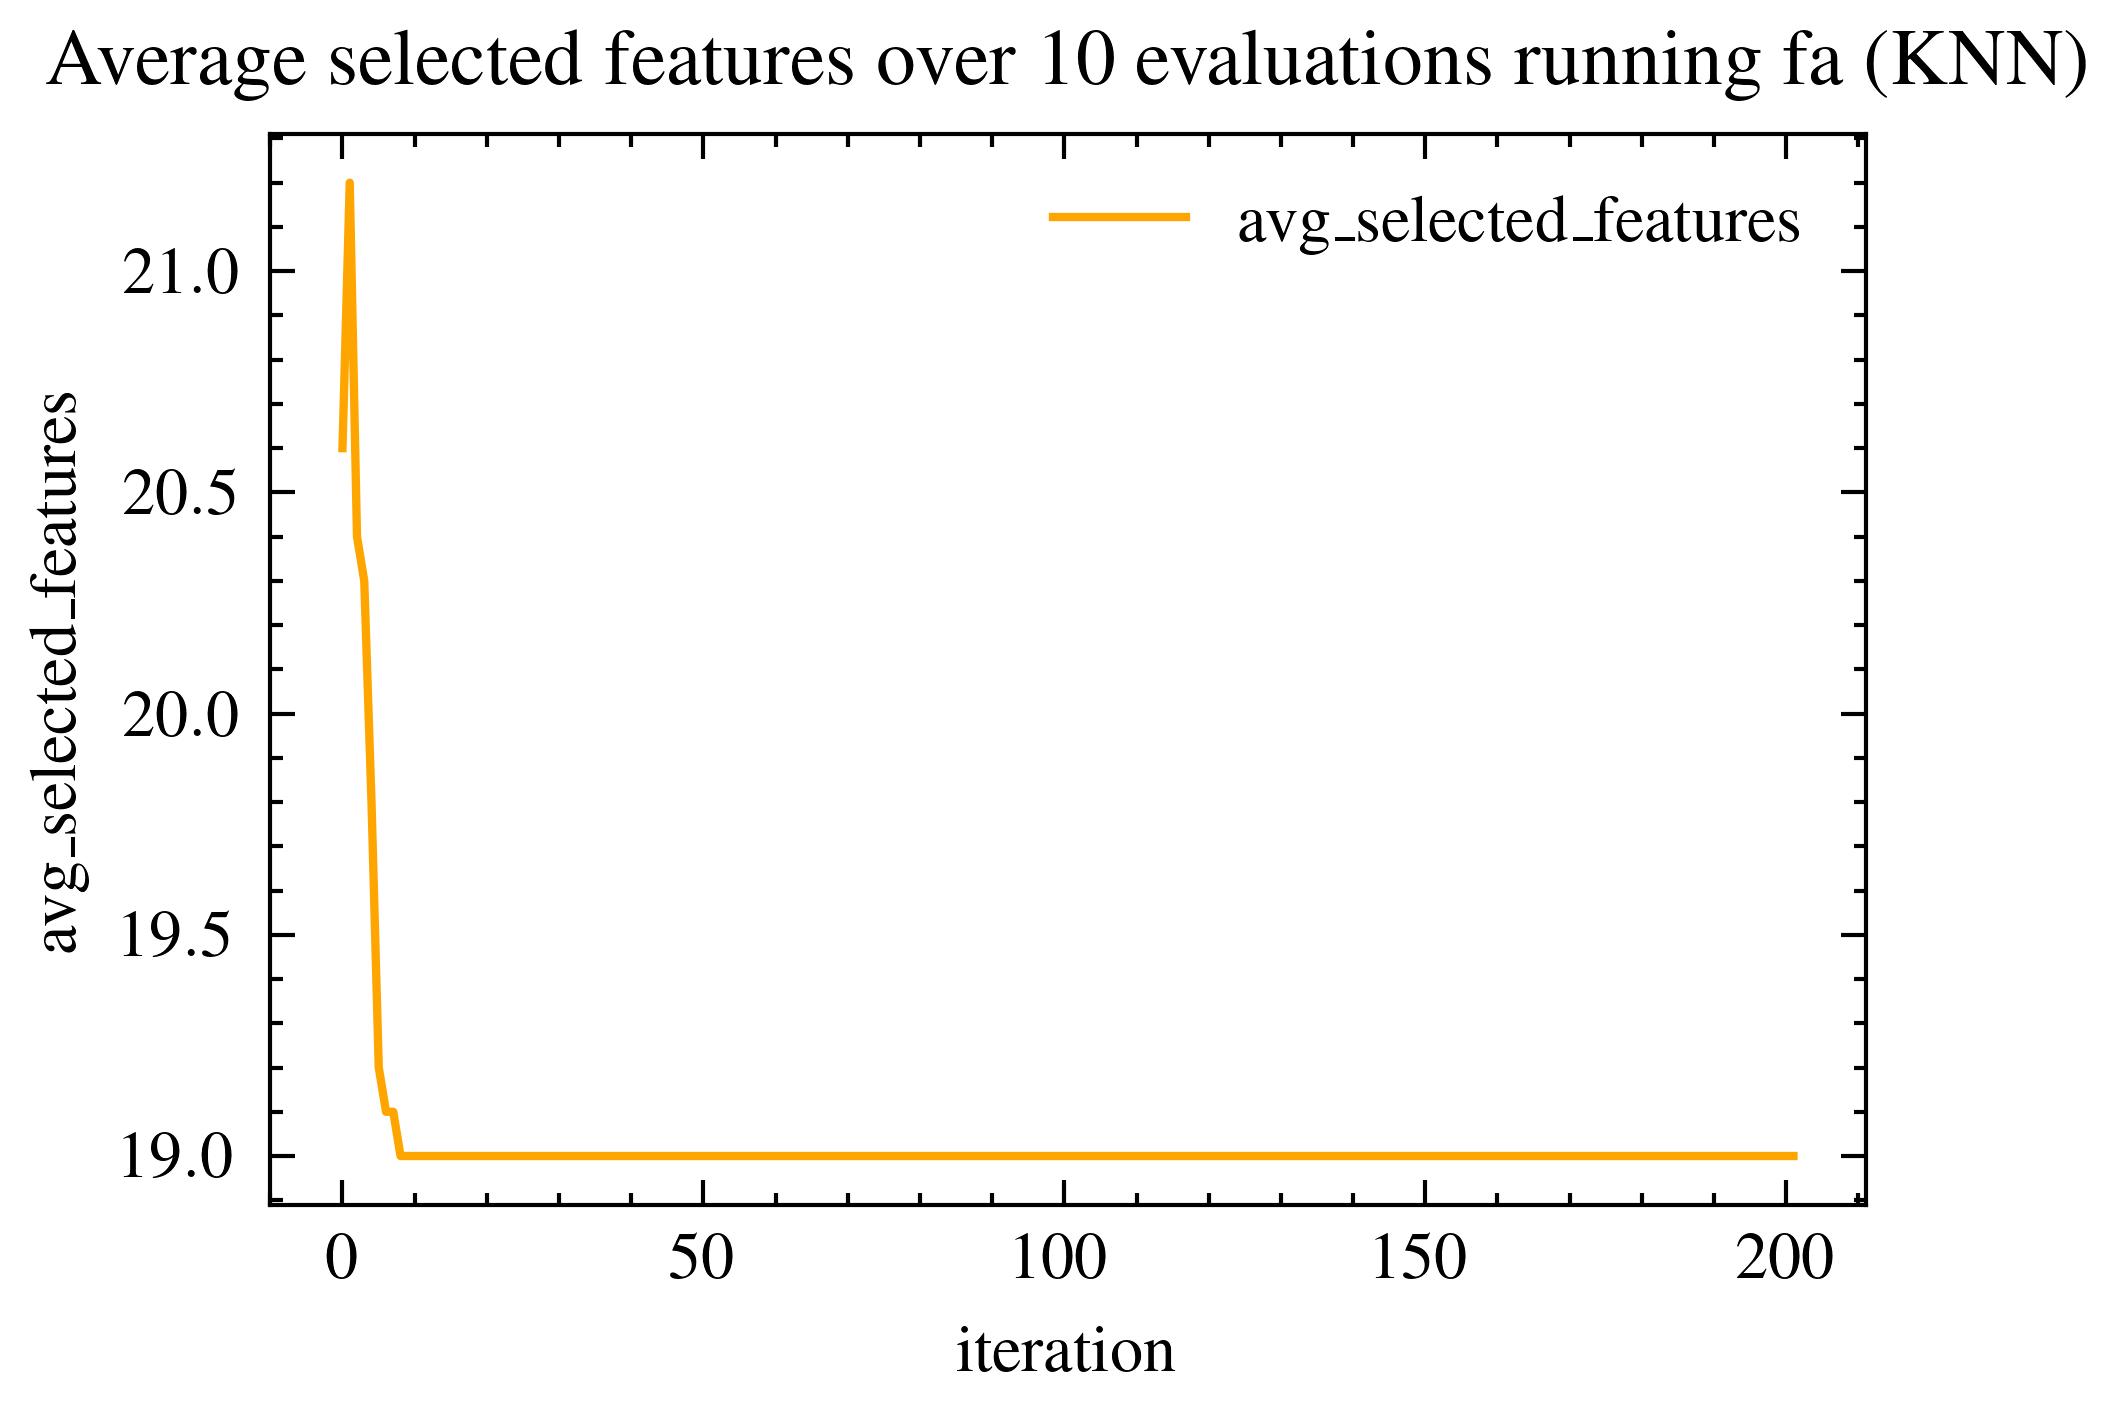 Average selected features over 10 evaluations running fa (KNN)
avg_selected_features
21.0
20.5
20.0
19.5
19.0
avg_selected_features
0 50 100 150 200
iteration